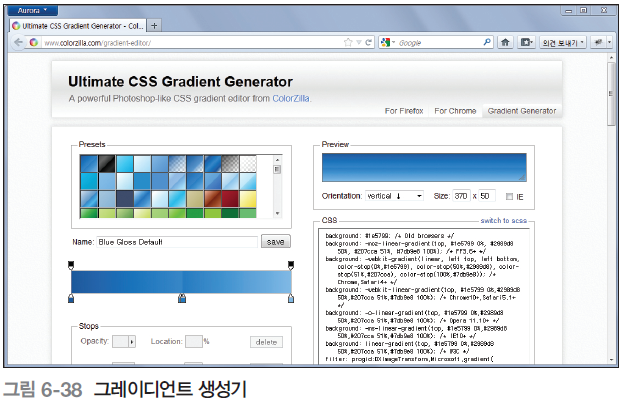 Aurora
Ultimate CSS Gradient Generator - Col...
www.colorzilla.com/gradient-editor/
Google
의견 보내기
Ultimate CSS Gradient Generator
A powerful Photoshop-like CSS gradient editor from ColorZilla.
For Firefox For Chrome Gradient Generator
Presets
Name: Blue Gloss Default save
Stops
Opacity: Location: % delete
Preview
Orientation: vertical ↓ Size: 370 x 50 IE
CSS switch to scss
background: #1e5799; /* Old browsers */
background: -moz-linear-gradient(top, #1e5799 0%, #2989d8
50%, #207cca 51%, #7db9e8 100%); /* FF3.6+ */
background: -webkit-gradient(linear, left top, left bottom,
color-stop(0%,#1e5799), color-stop(50%,#2989d8), color-
stop(51%,#207cca), color-stop(100%,#7db9e8)); /*
Chrome,Safari4+ */
background: -webkit-linear-gradient(top, #1e5799 0%,#2989d8
50%,#207cca 51%,#7db9e8 100%); /* Chrome10+,Safari5.1+
*/
background: -o-linear-gradient(top, #1e5799 0%,#2989d8
50%,#207cca 51%,#7db9e8 100%); /* Opera 11.10+ */
background: -ms-linear-gradient(top, #1e5799 0%,#2989d8
50%,#207cca 51%,#7db9e8 100%); /* IE10+ */
background: linear-gradient(top, #1e5799 0%,#2989d8
50%,#207cca 51%,#7db9e8 100%); /* W3C */
filter: progid:DXImageTransform.Microsoft.gradient(
그림 6-38 그레이디언트 생성기